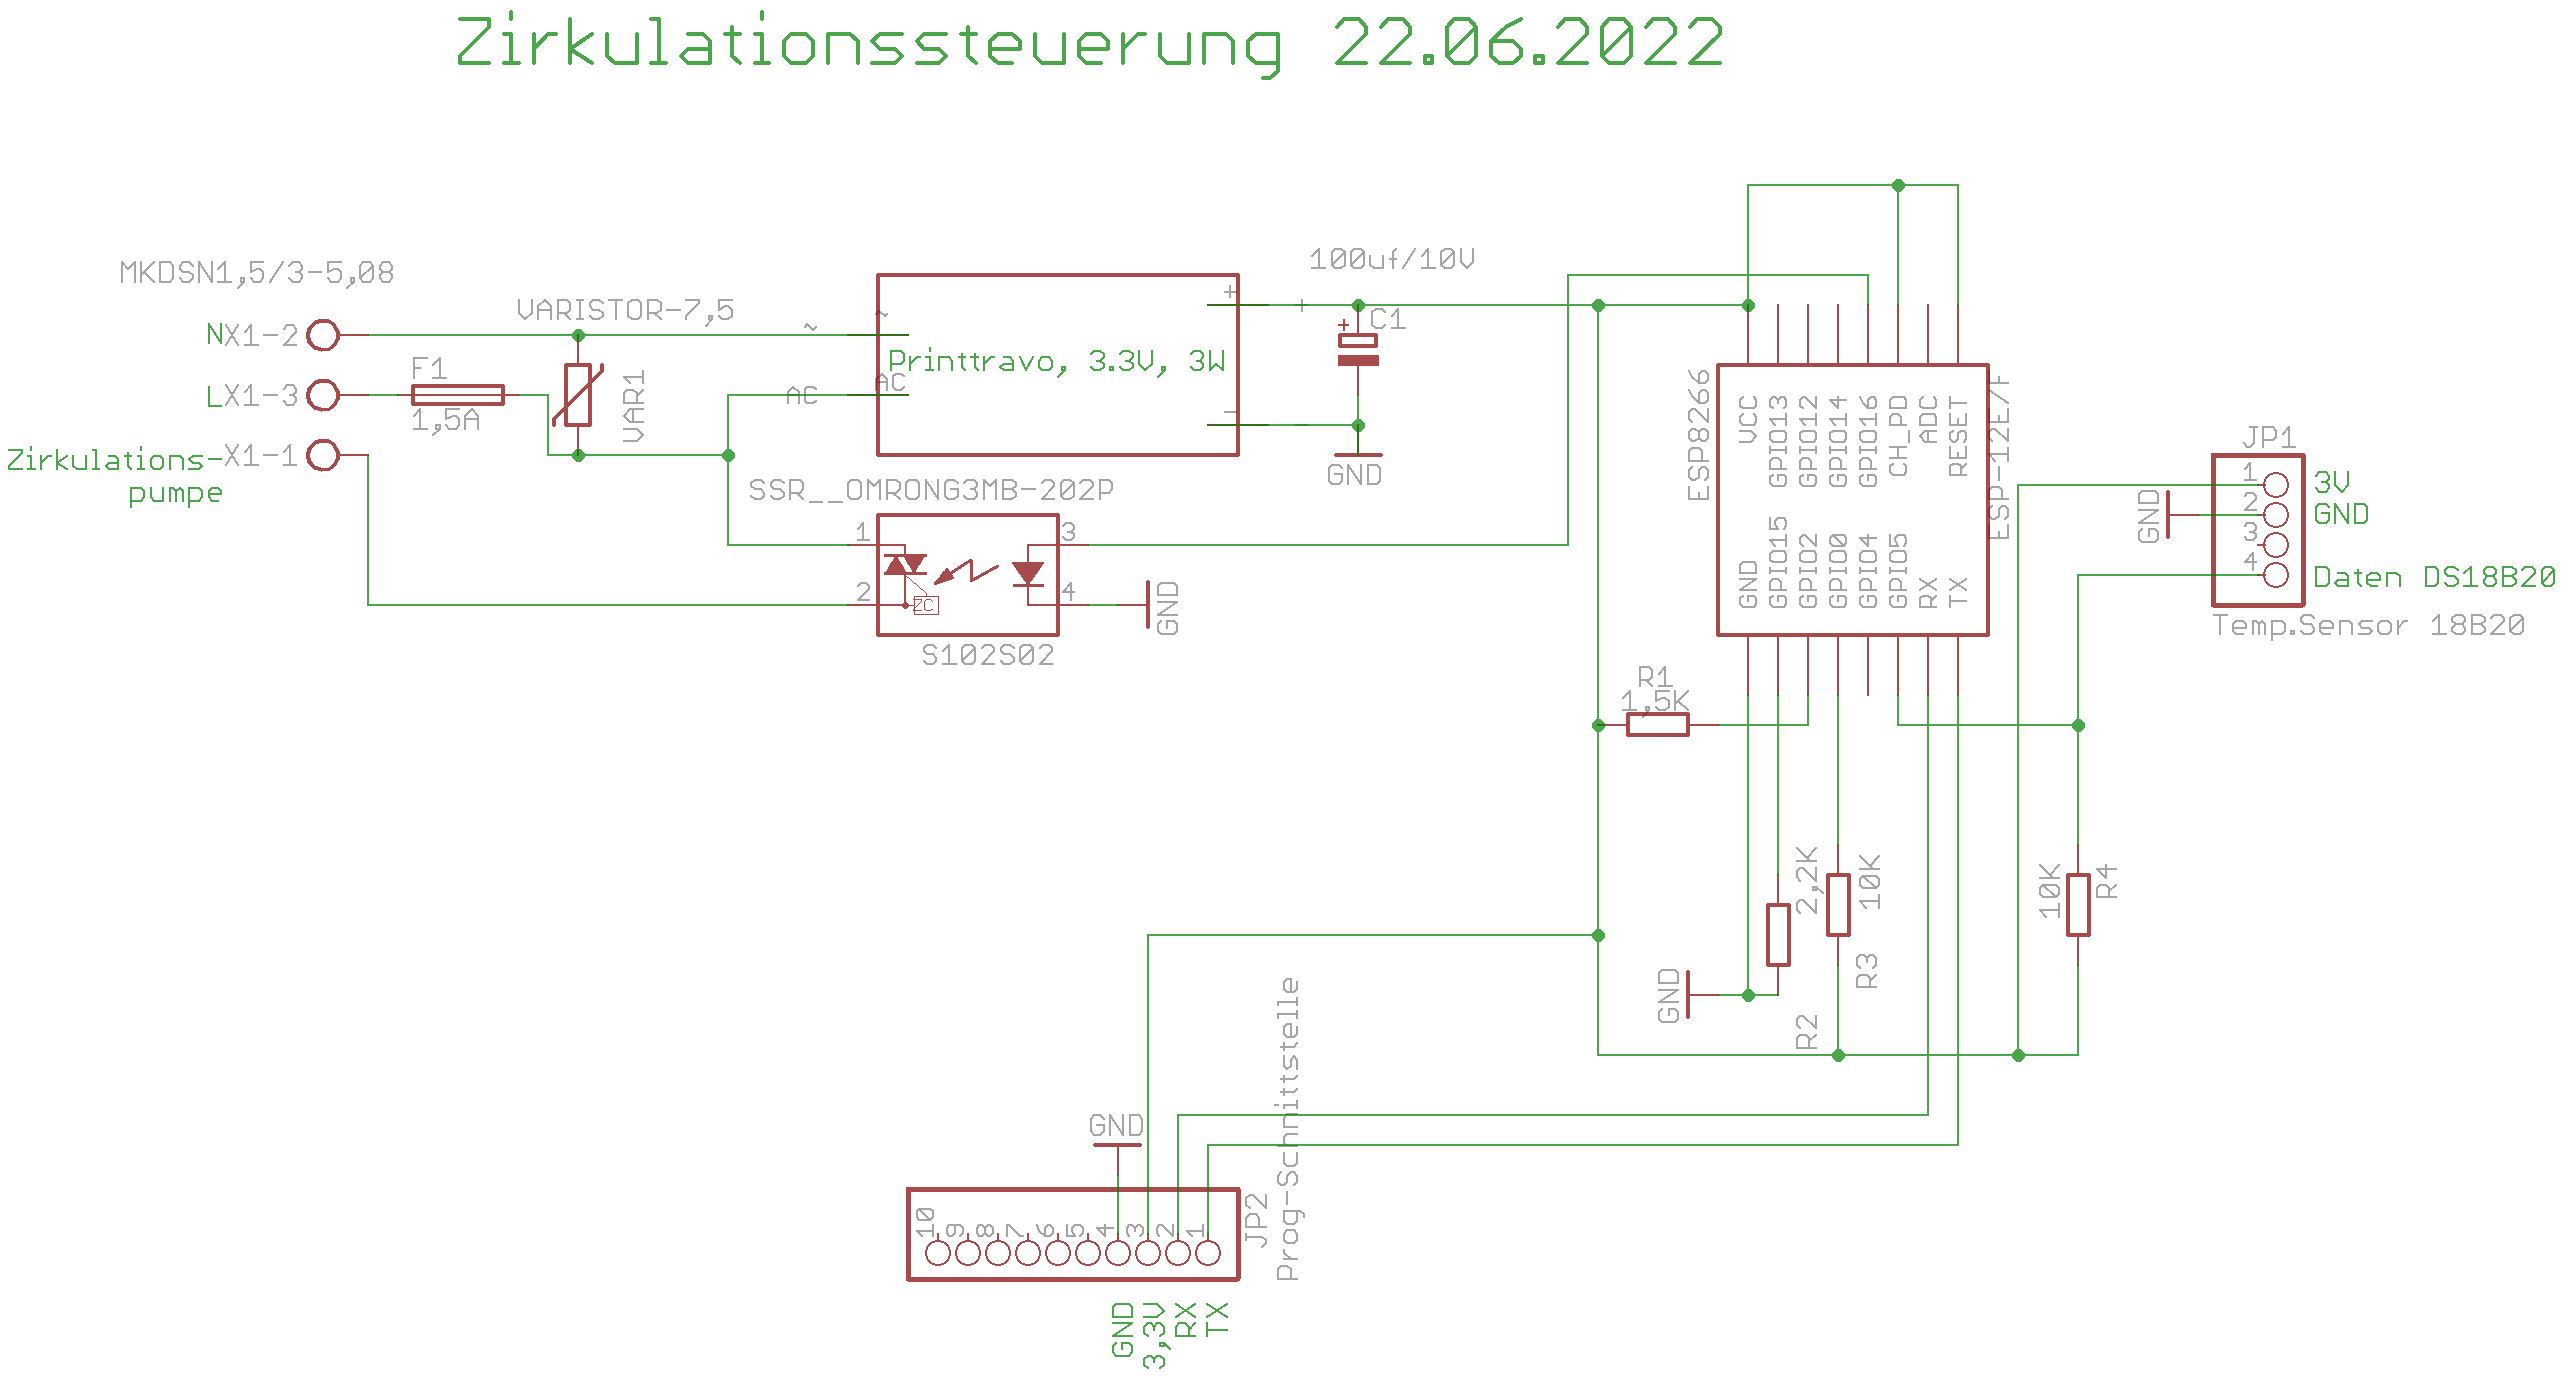 Zirkulationssteuerung 22.06.2022
MKDSN1,5/3-5,08
VARISTOR-7,5
100uf/10V
NX1-2
~
~
+
+
C1
+
F1
Printtravo, 3.3V, 3W
LX1-3
1,5A
VAR1
AC
AC
-
-
GND
Zirkulations-X1-1
pumpe
SSR__OMRONG3MB-202P
1
3
2
4
ZC
GND
S102S02
ESP8266
VCC
GPIO13
GPIO12
GPIO14
GPIO16
CH_PD
ADC
RESET
ESP-12E/F
GND
GPIO15
GPIO2
GPIO0
GPIO4
GPIO5
RX
TX
JP1
GND
1
2
3
4
3V
GND
Daten DS18B20
Temp.Sensor 18B20
R1
1,5K
2,2K
R2
10K
R3
10K
R4
GND
GND
10
9
8
7
6
5
4
3
2
1
JP2
Prog-Schnittstelle
GND
3,3V
RX
TX